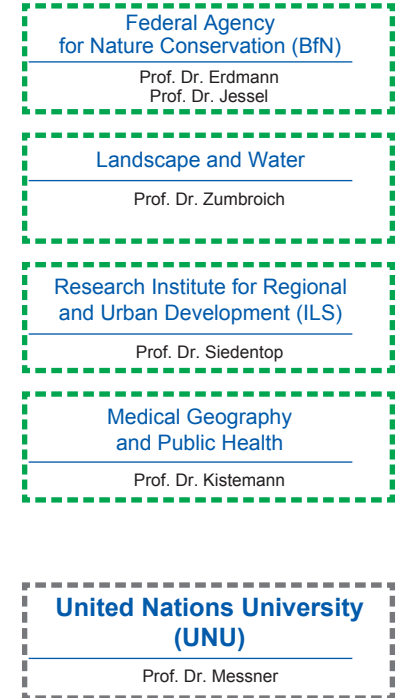 Federal Agency
for Nature Conservation (BfN)
Prof. Dr. Erdmann
Prof. Dr. Jessel
Landscape and Water
Prof. Dr. Zumbroich
Research Institute for Regional
and Urban Development (ILS)
Prof. Dr. Siedentop
Medical Geography
and Public Health
Prof. Dr. Kistemann
United Nations University
(UNU)
Prof. Dr. Messner